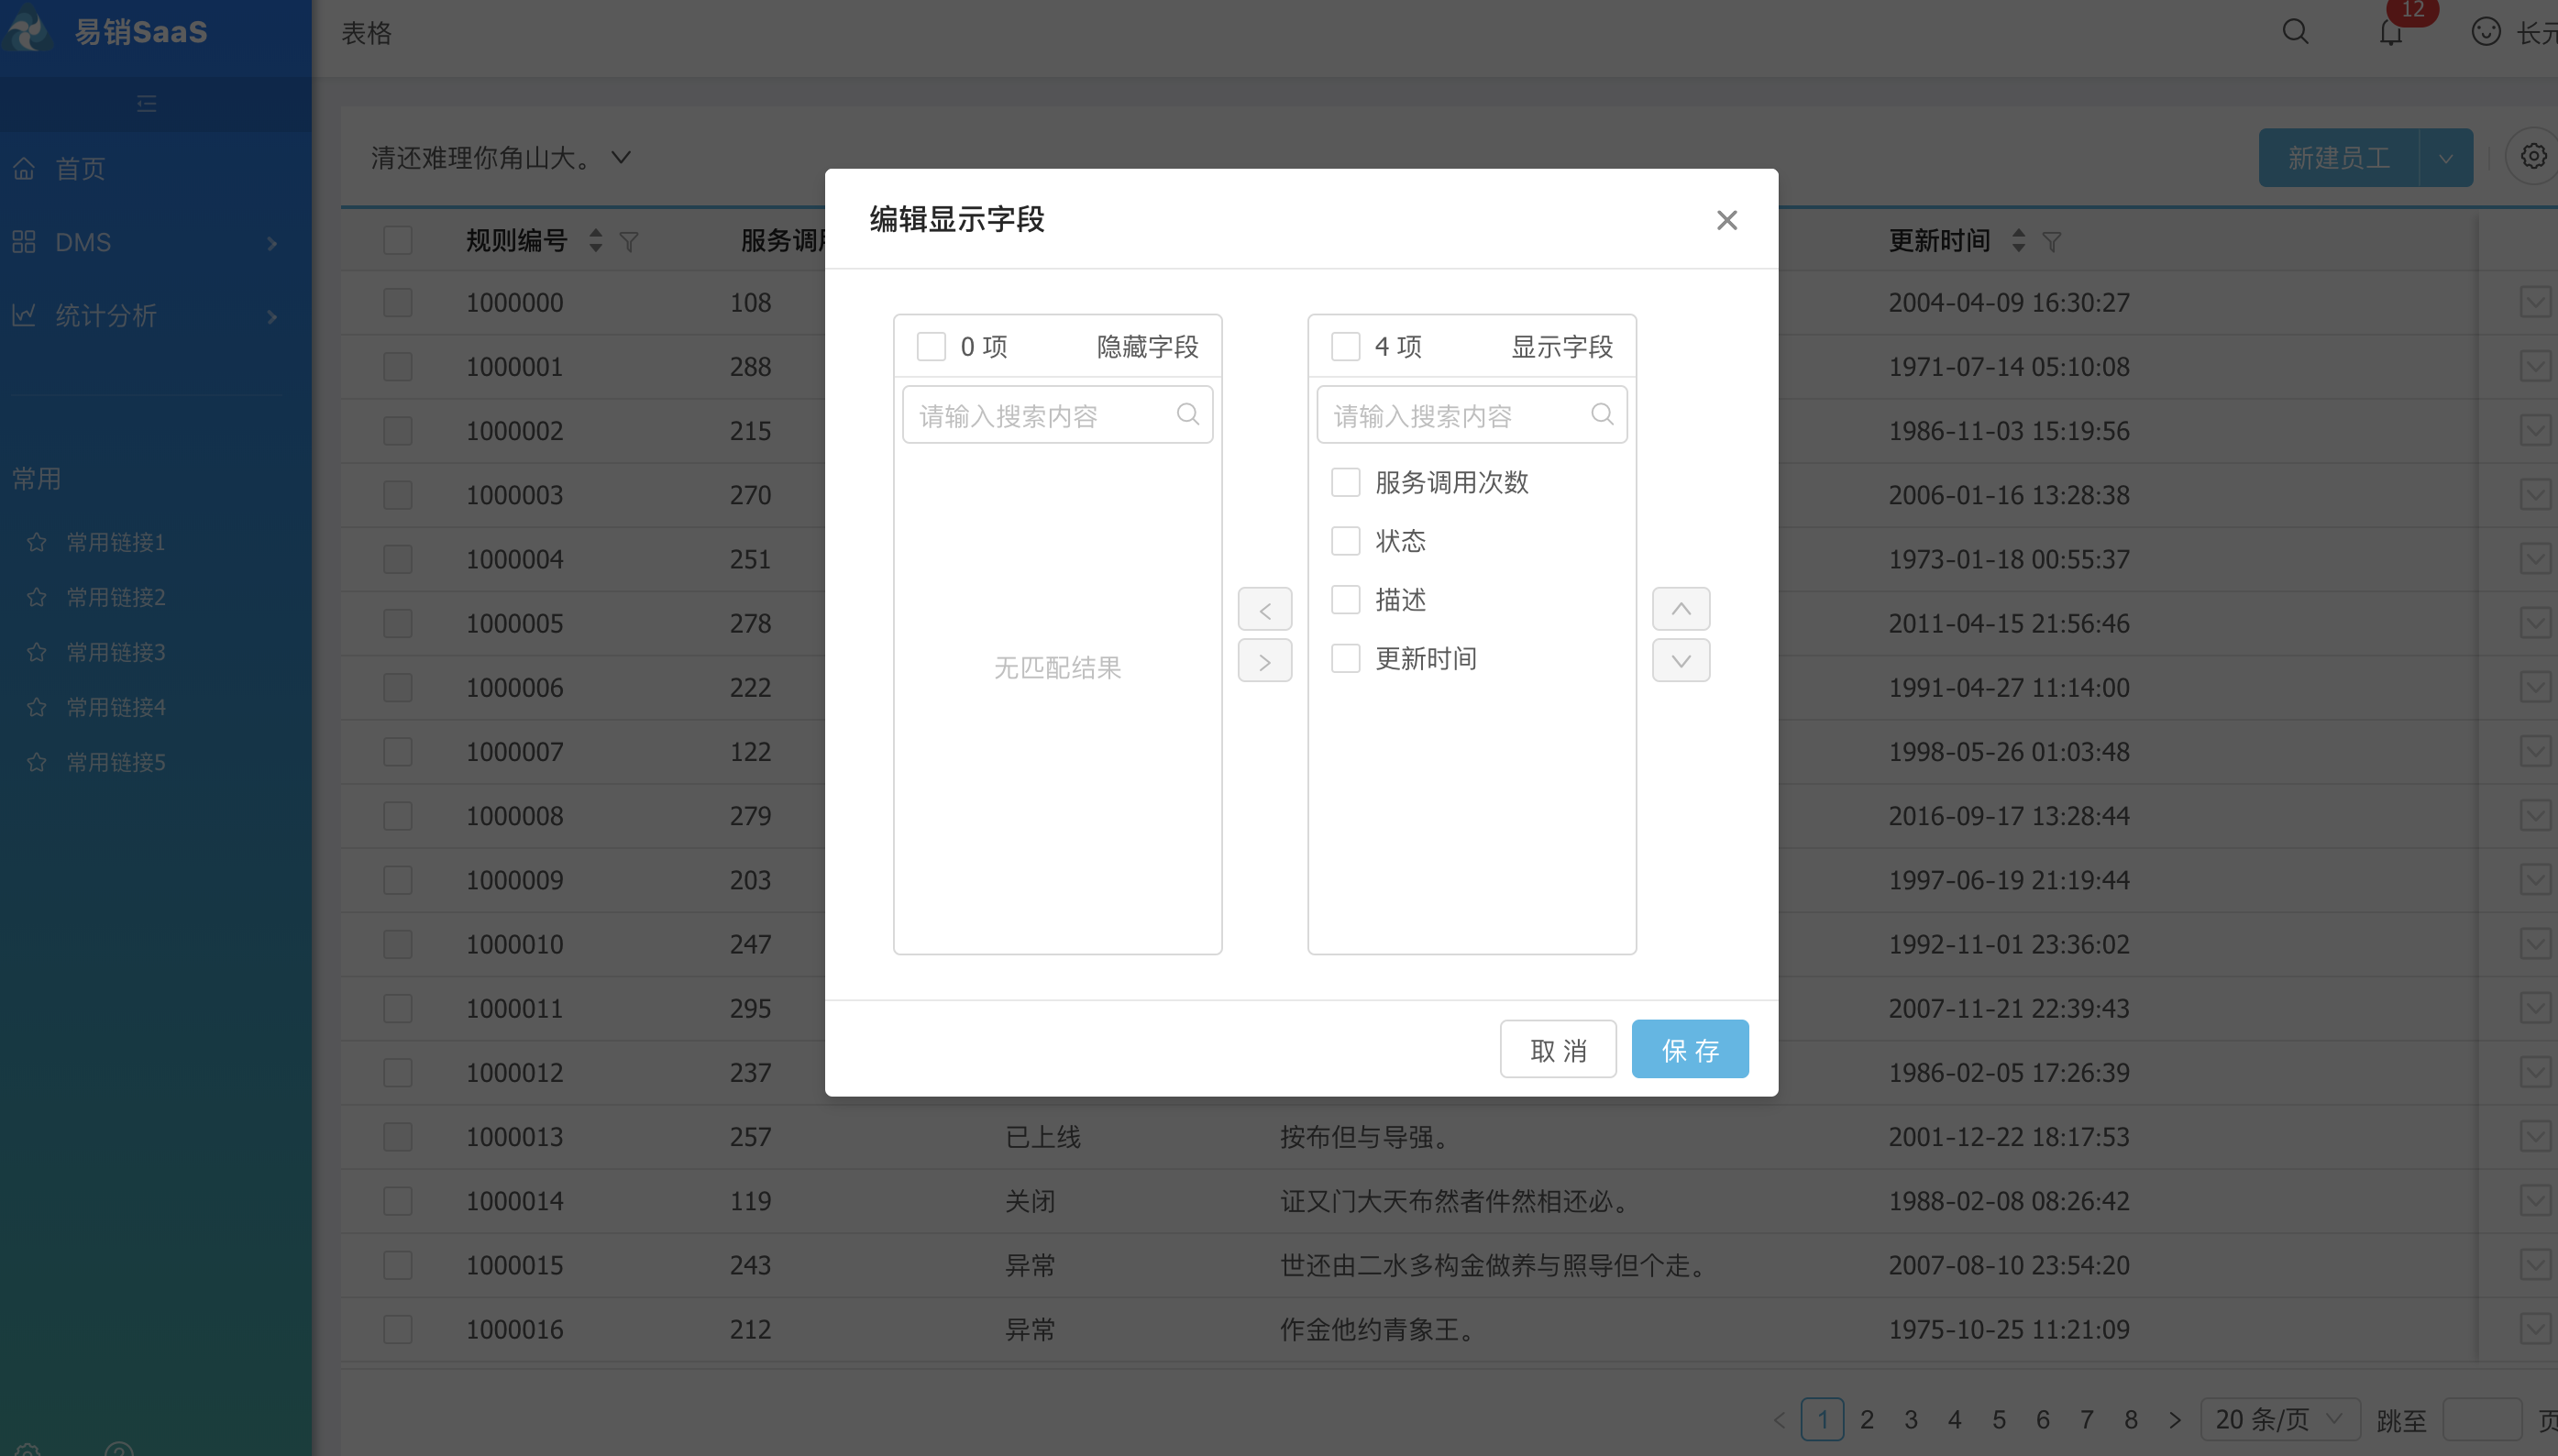 易销SaaS
表格
12
长元
首页
DMS
统计分析
常用
常用链接1
常用链接2
常用链接3
常用链接4
常用链接5
清还难理你角山大。
新建员工
规则编号 服务调用 更新时间
1000000 108 2004-04-09 16:30:27
1000001 288 1971-07-14 05:10:08
1000002 215 1986-11-03 15:19:56
1000003 270 2006-01-16 13:28:38
1000004 251 1973-01-18 00:55:37
1000005 278 2011-04-15 21:56:46
1000006 222 1991-04-27 11:14:00
1000007 122 1998-05-26 01:03:48
1000008 279 2016-09-17 13:28:44
1000009 203 1997-06-19 21:19:44
1000010 247 1992-11-01 23:36:02
1000011 295 2007-11-21 22:39:43
1000012 237 1986-02-05 17:26:39
1000013 257 已上线 按布但与导强。 2001-12-22 18:17:53
1000014 119 关闭 证又门大天布然者件然相还必。 1988-02-08 08:26:42
1000015 243 异常 世还由二水多构金做养与照导但个走。 2007-08-10 23:54:20
1000016 212 异常 作金他约青象王。 1975-10-25 11:21:09
1 2 3 4 5 6 7 8 20 条/页 跳至 页
编辑显示字段
0 项 隐藏字段
请输入搜索内容
无匹配结果
4 项 显示字段
请输入搜索内容
服务调用次数
状态
描述
更新时间
取 消 保 存